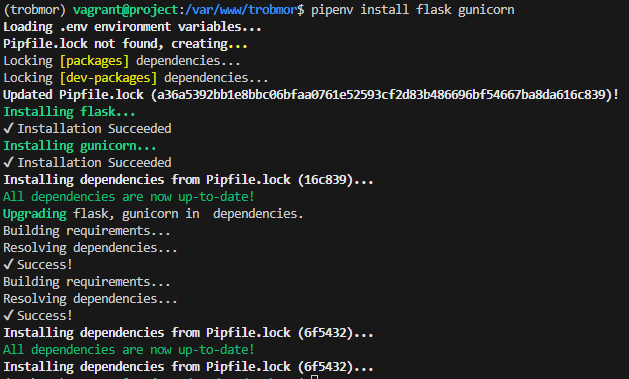 (trobmor) vagrant@project:/var/www/trobmor$ pipenv install flask gunicorn
Loading .env environment variables...
Pipfile.lock not found, creating...
Locking [packages] dependencies...
Locking [dev-packages] dependencies...
Updated Pipfile.lock (a36a5392bb1e8bbc06bfaa0761e52593cf2d83b486696bf54667ba8da616c839)!
Installing flask...
✔ Installation Succeeded
Installing gunicorn...
✔ Installation Succeeded
Installing dependencies from Pipfile.lock (16c839)...
All dependencies are now up-to-date!
Upgrading flask, gunicorn in  dependencies.
Building requirements...
Resolving dependencies...
✔ Success!
Building requirements...
Resolving dependencies...
✔ Success!
Installing dependencies from Pipfile.lock (6f5432)...
All dependencies are now up-to-date!
Installing dependencies from Pipfile.lock (6f5432)...